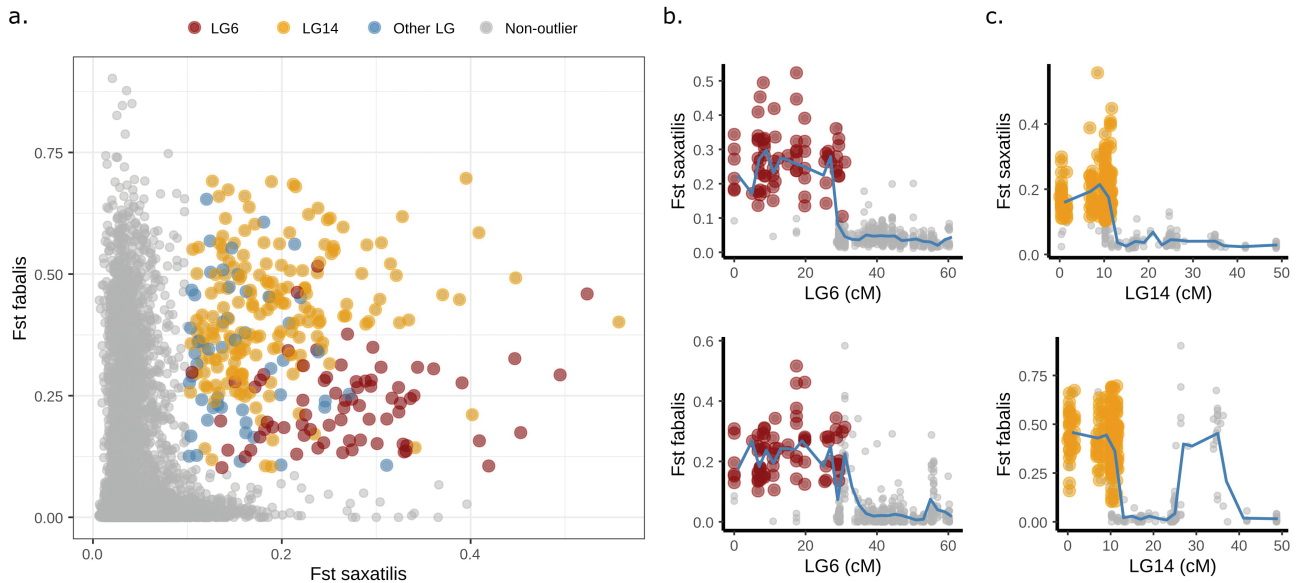 a.
LG6 LG14 Other LG Non-outlier
Fst fabalis
0.75
0.50
0.25
0.00
0.0 0.2 0.4
Fst saxatilis
b.
Fst saxatilis
0.5
0.4
0.3
0.2
0.1
0.0
0 20 40 60
LG6 (cM)
Fst fabalis
0.6
0.4
0.2
0.0
0 20 40 60
LG6 (cM)
c.
Fst saxatilis
0.4
0.2
0.0
0 10 20 30 40 50
LG14 (cM)
Fst fabalis
0.75
0.50
0.25
0.00
0 10 20 30 40 50
LG14 (cM)